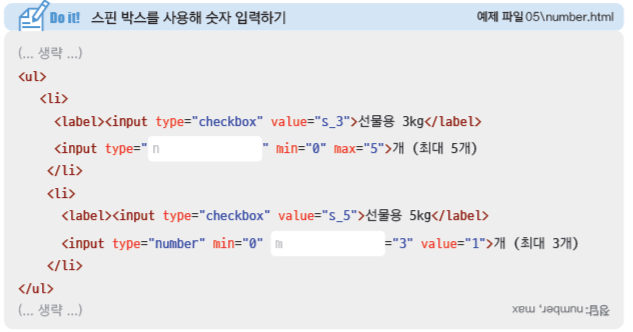 Do it! 스핀 박스를 사용해 숫자 입력하기 예제 파일 05\number.html
(... 생략 ...)
<ul>
<li>
<label><input type="checkbox" value="s_3">선물용 3kg</label>
<input type="n" min="0" max="5">개 (최대 5개)
</li>
<li>
<label><input type="checkbox" value="s_5">선물용 5kg</label>
<input type="number" min="0" m="3" value="1">개 (최대 3개)
</li>
</ul>
(... 생략 ...)
정답: number, max